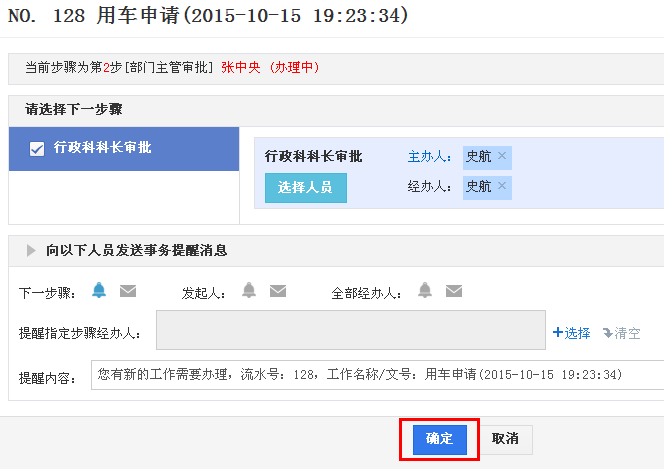 NO. 128 用车申请(2015-10-15 19:23:34)
当前步骤为第2步[部门主管审批] 张中央 (办理中)
请选择下一步骤
行政科科长审批
行政科科长审批 主办人： 史航 ×
选择人员 经办人： 史航 ×
向以下人员发送事务提醒消息
下一步骤： 发起人： 全部经办人：
提醒指定步骤经办人： +选择 清空
提醒内容： 您有新的工作需要办理，流水号：128，工作名称/文号：用车申请(2015-10-15 19:23:34)
确定 取消